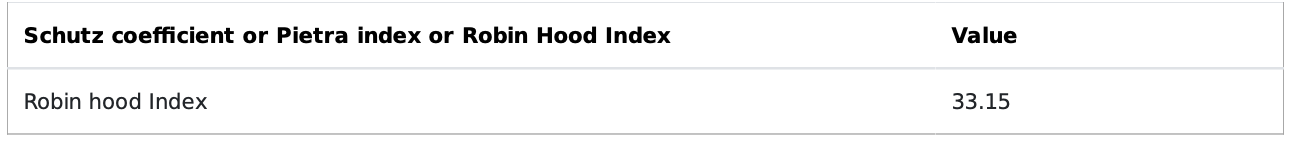 Schutz coefficient or Pietra index or Robin Hood Index Value
Robin hood Index 33.15